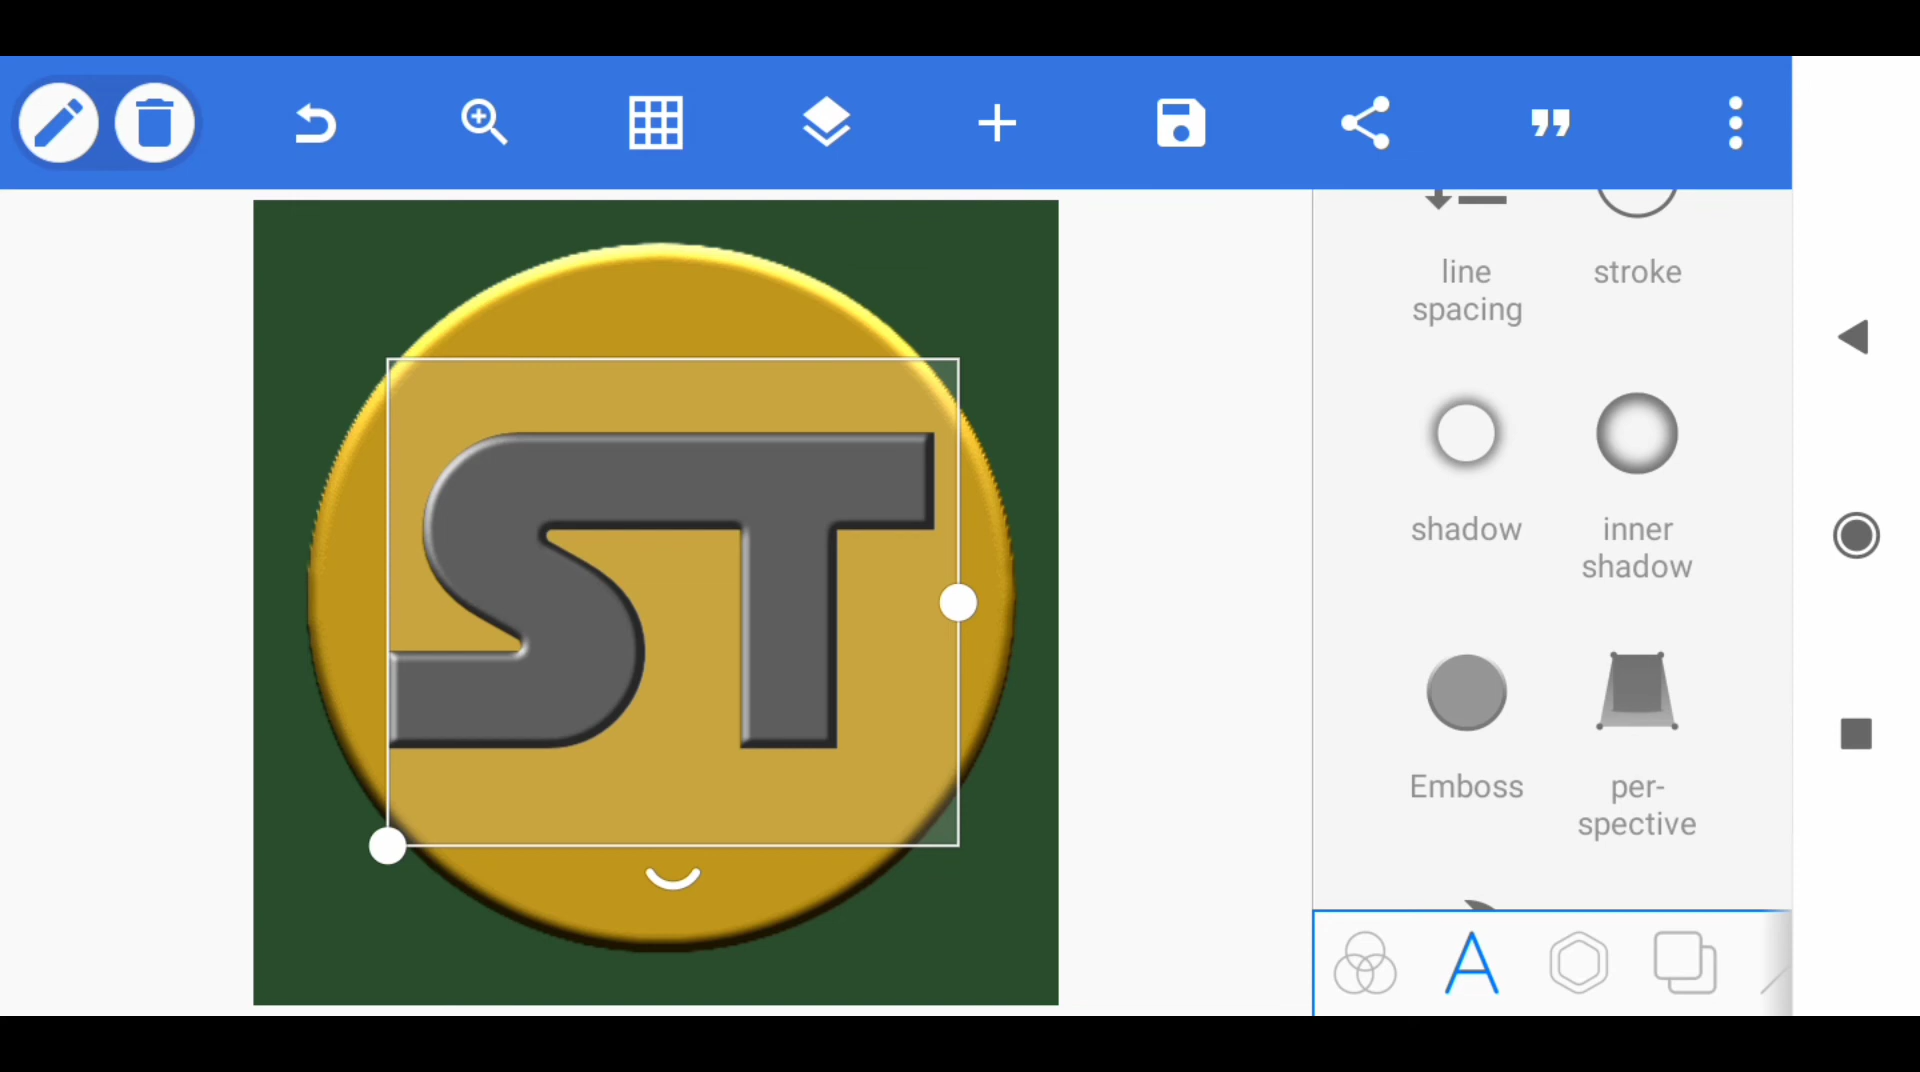 line
spacing
stroke
ST
shadow
inner
shadow
Emboss
per-
spective
A